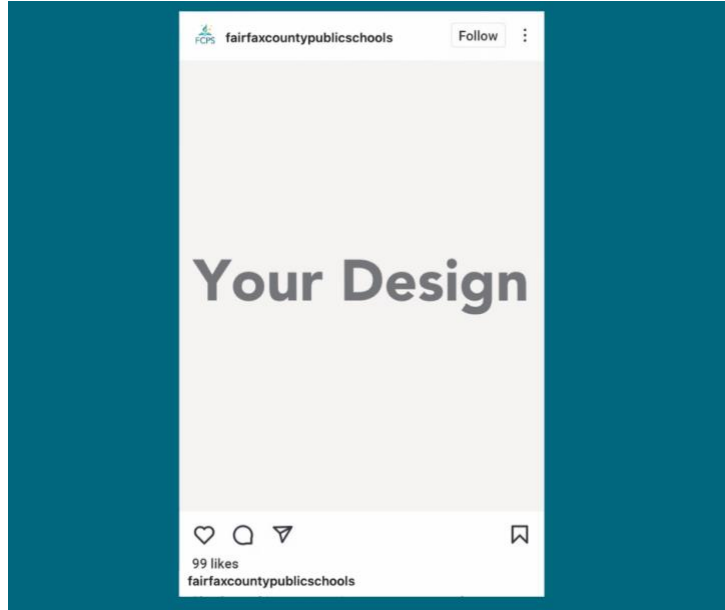 FCPS
fairfaxcountypublicschools
Follow
Your Design
99 likes
fairfaxcountypublicschools